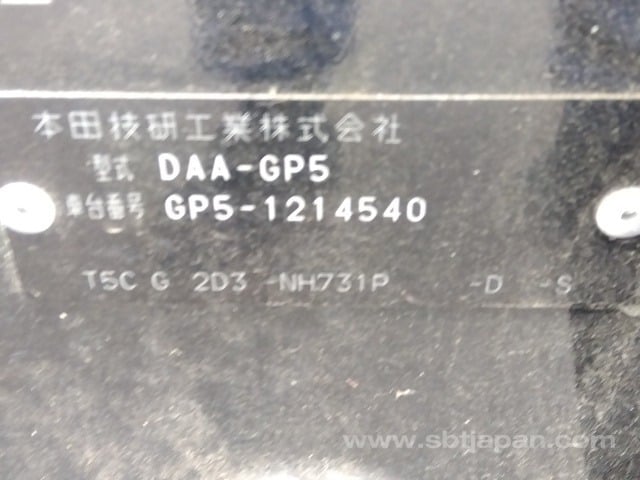 本田技研工業株式会社
型式 DAA-GP5
車台番号 GP5-1214540
T5C G 2D3 -NH731P -D -S
www.sbtjapan.com